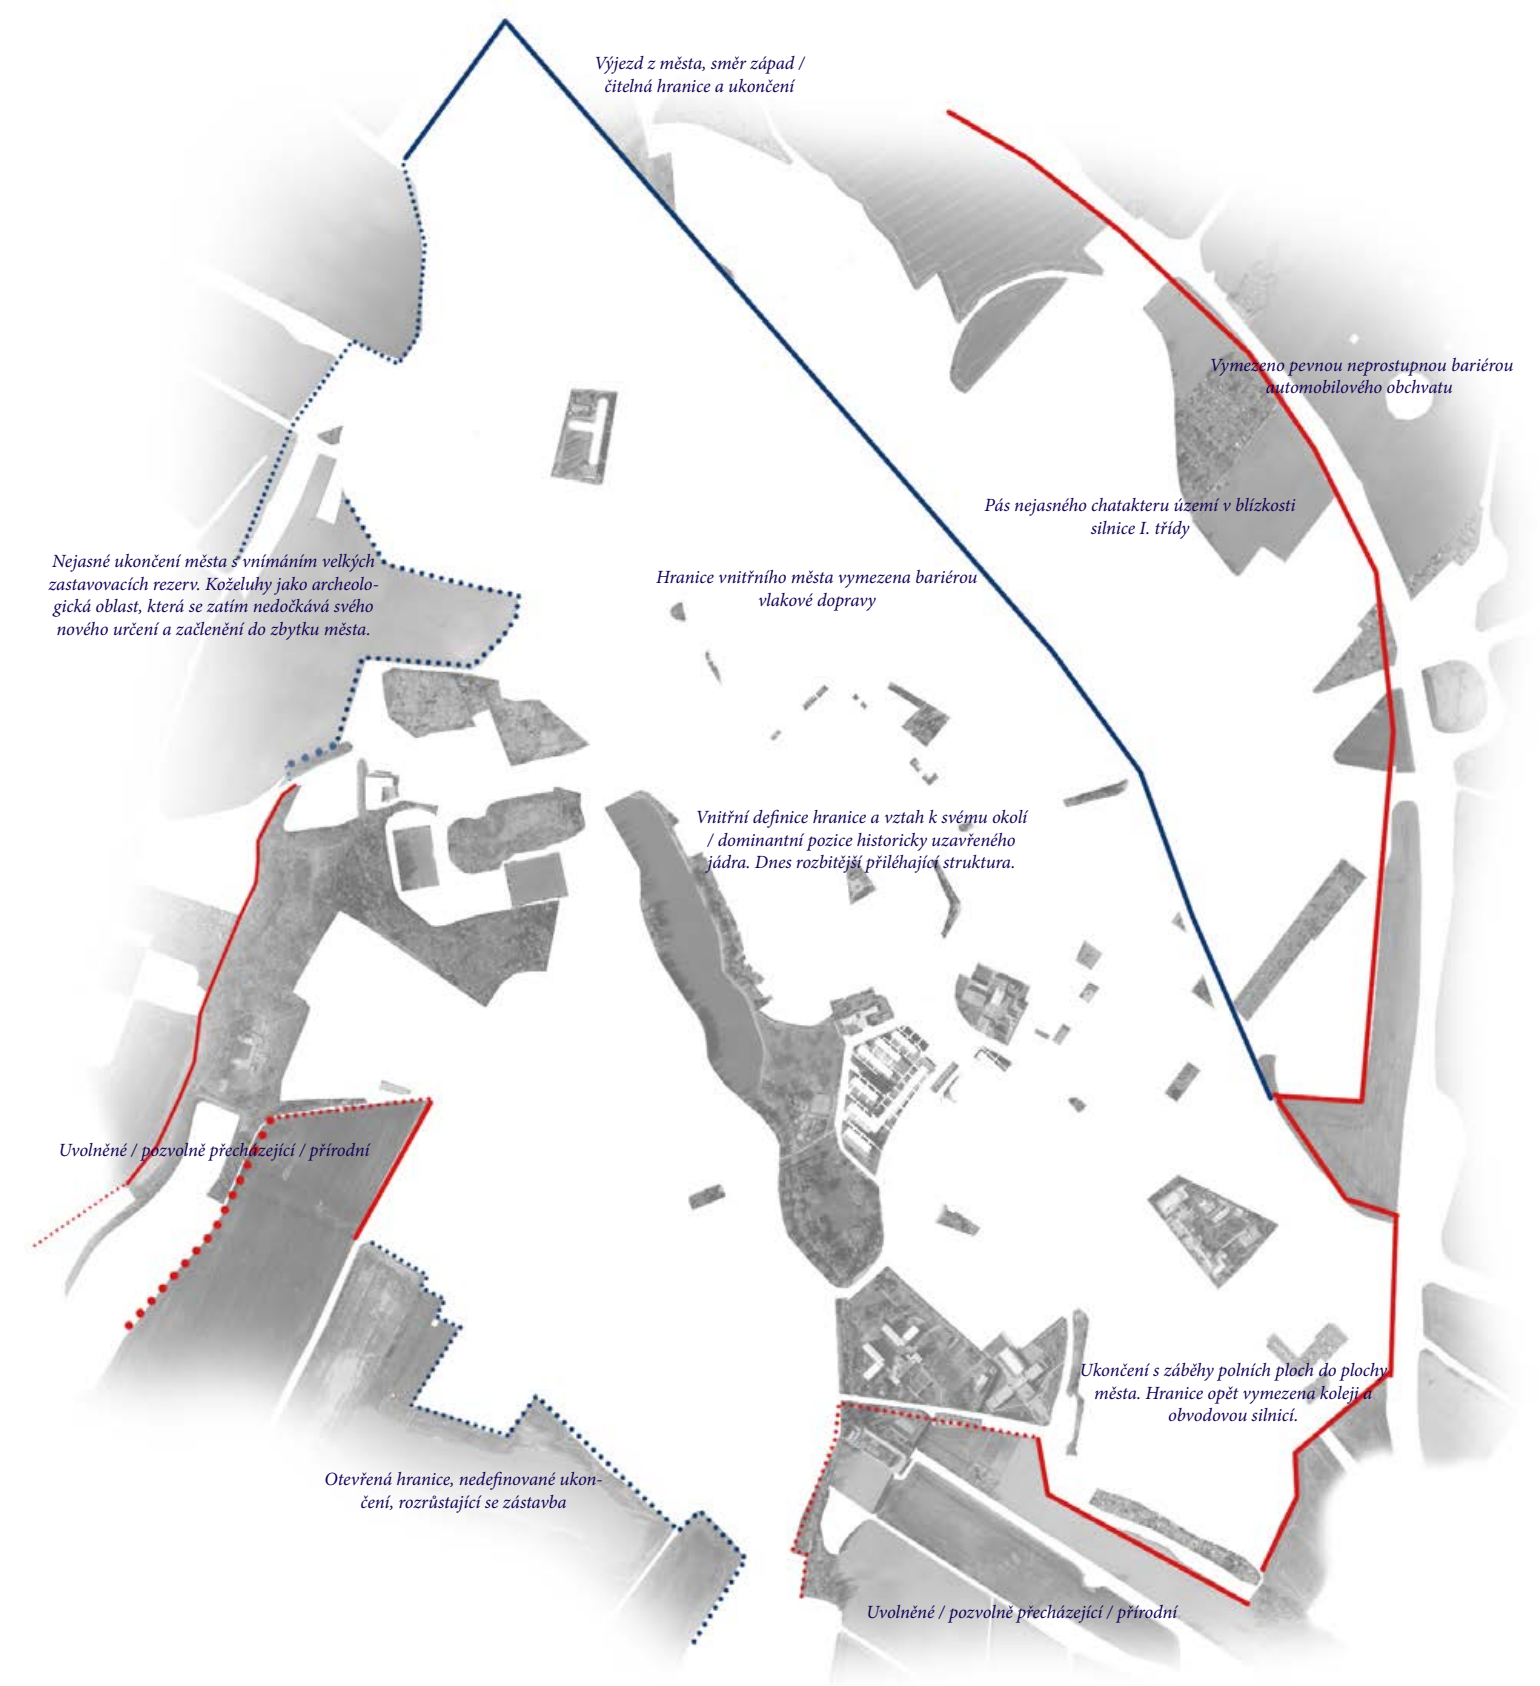 Výjezd z města, směr západ /
čitelná hranice a ukončení
Vymezeno pevnou neprostupnou bariérou
automobilového obchvatu
Pás nejasného chatakteru území v blízkosti
silnice I. třídy
Nejasné ukončení města s vnímáním velkých
zastavovacích rezerv. Koželuhy jako archeolo-
gická oblast, která se zatím nedočkává svého
nového určení a začlenění do zbytku města.
Hranice vnitřního města vymezena bariérou
vlakové dopravy
Vnitřní definice hranice a vztah k svému okolí
/ dominantní pozice historicky uzavřeného
jádra. Dnes rozbitější přiléhající struktura.
Uvolněné / pozvolně přecházející / přírodní
Ukončení s záběhy polních ploch do plochy
města. Hranice opět vymezena koleji a
obvodovou silnicí.
Otevřená hranice, nedefinované ukon-
čení, rozrůstající se zástavba
Uvolněné / pozvolně přecházející / přírodní